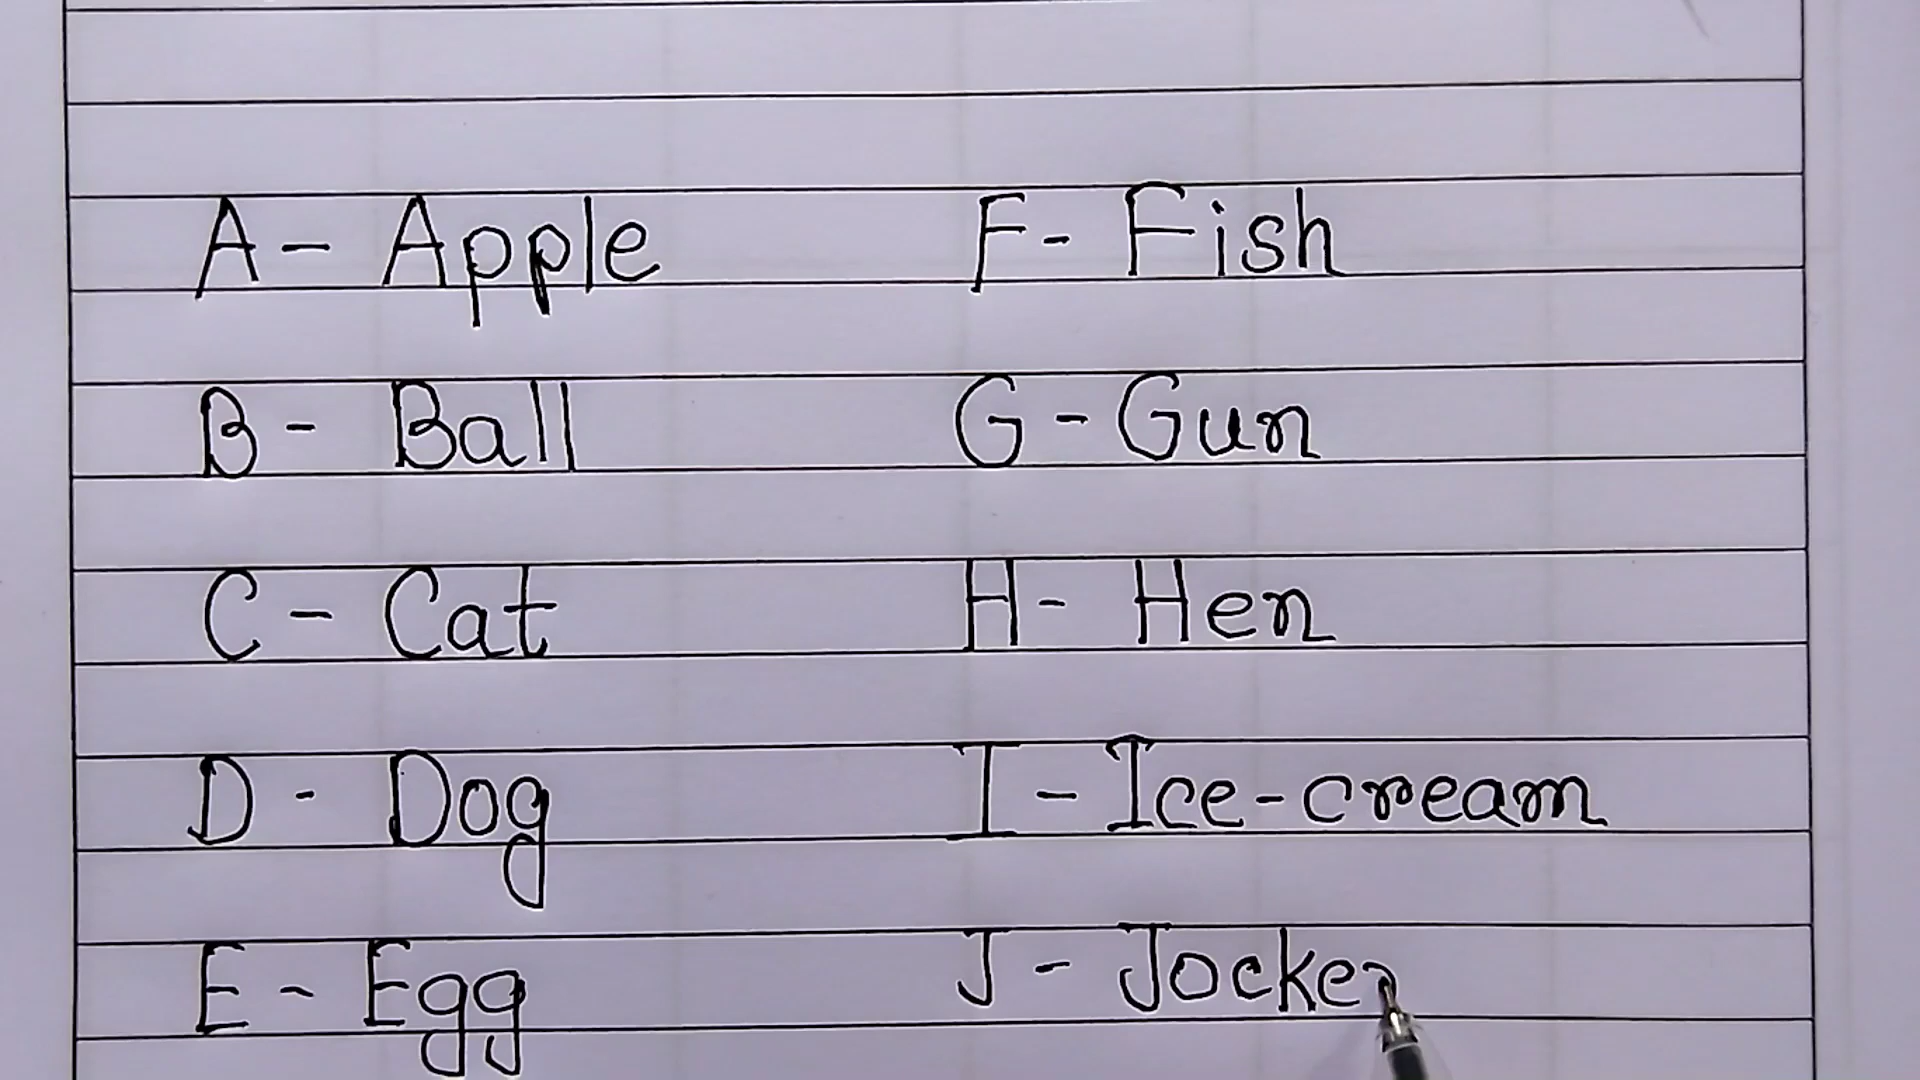 A - Apple
B - Ball
C - Cat
D - Dog
E - Egg
F - Fish
G - Gun
H - Hen
I - Ice-cream
J - Jocker